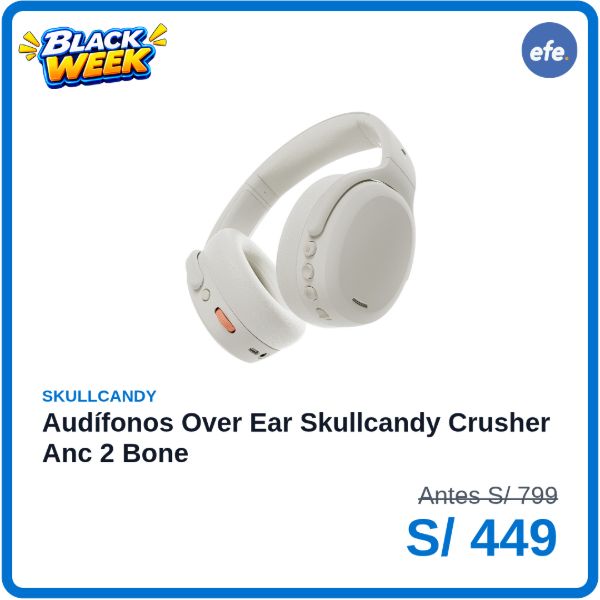 BLACK
WEEK
efe.
SKULLCANDY
Audífonos Over Ear Skullcandy Crusher
Anc 2 Bone
Antes S/ 799
S/ 449